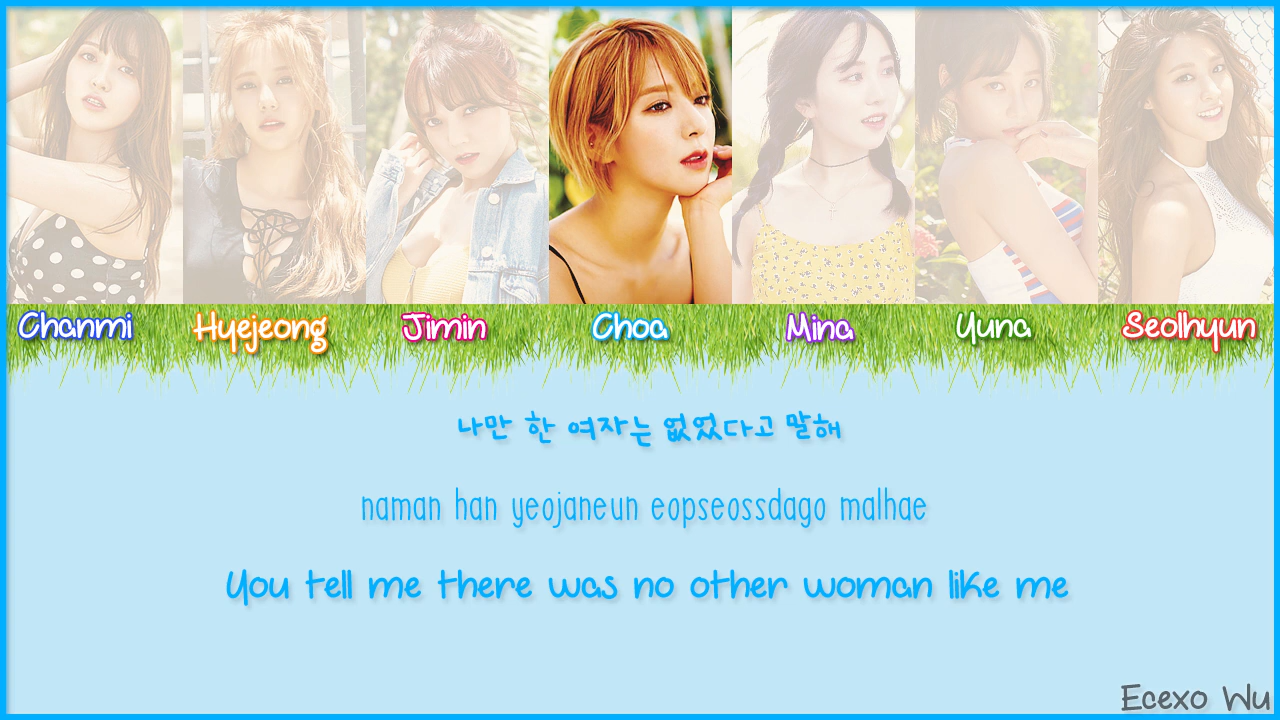 Chanmi Hyejeong Jimin Choa Mina Yuna Seolhyun
나만 한 여자는 없었다고 말해
naman han yeojaneun eopseossdago malhae
You tell me there was no other woman like me
Ecexo Wu